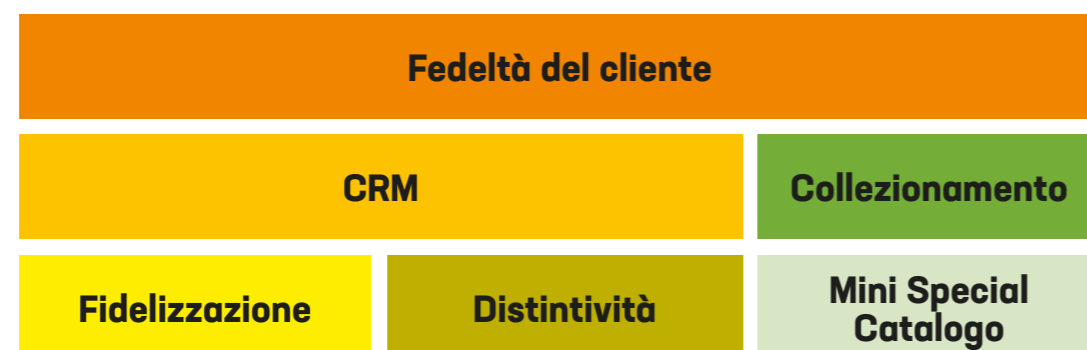 Fedeltà del cliente
CRM
Collezionamento
Fidelizzazione
Distintività
Mini Special
Catalogo